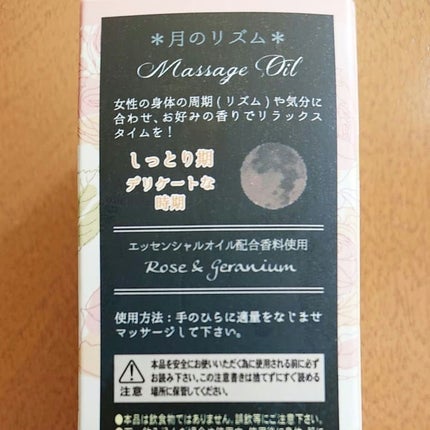 ＊月のリズム＊
Massage Oil
女性の身体の周期(リズム)や気分に
合わせ、お好みの香りでリラックス
タイムを！
しっとり期
デリケートな
時期
エッセンシャルオイル配合香料使用
Rose & Geranium
使用方法：手のひらに適量をなじませ
マッサージして下さい。
注意
本品を安全にお使いいただく為に使用される前に必ず
お読み下さい。この注意書きは捨てずにすぐ読める
場所に保管してください。
●本品は飲食物ではありません。誤飲等にご注意下さい。